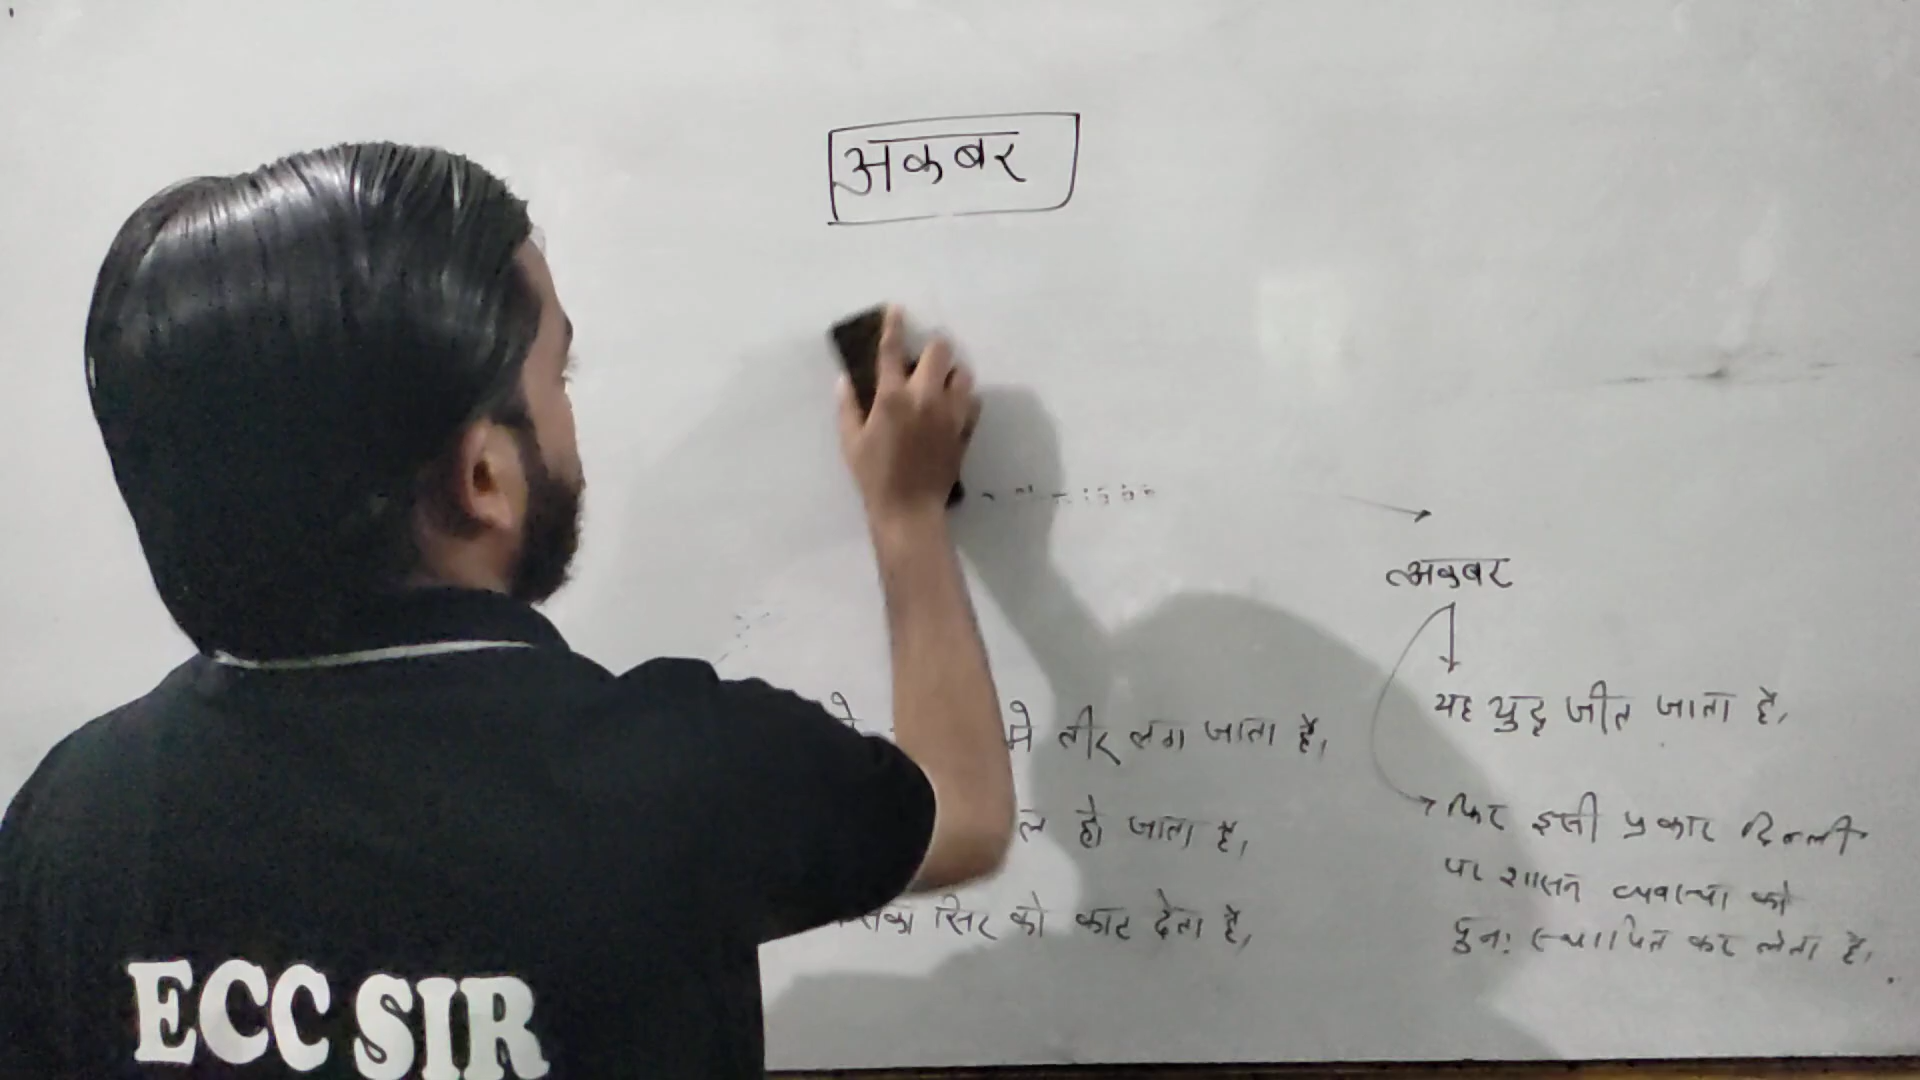 अकबर
अकबर
यह युद्ध जीत जाता है,
मे तीर लग जाता है,
फिर इसी प्रकार दिल्ली
हो जाता है,
पर शासन व्यवस्था को
सिर को काट देता है,
पुनः स्थापित कर लेता है,
ECC SIR